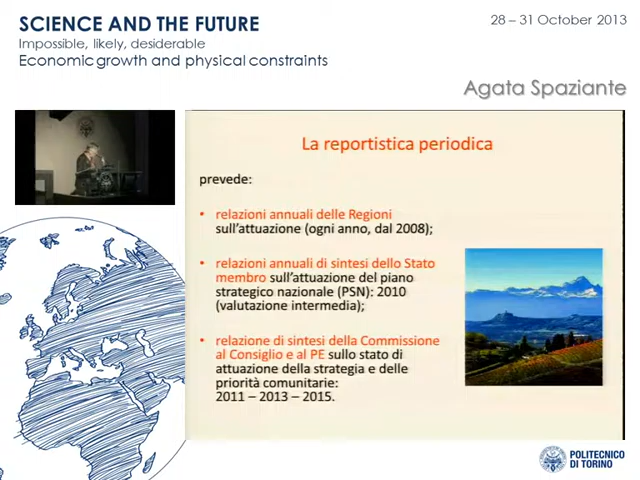 SCIENCE AND THE FUTURE
28 – 31 October 2013
Impossible, likely, desiderable
Economic growth and physical constraints
Agata Spaziante
La reportistica periodica
prevede:
• relazioni annuali delle Regioni
sull'attuazione (ogni anno, dal 2008);
• relazioni annuali di sintesi dello Stato
membro sull'attuazione del piano
strategico nazionale (PSN): 2010
(valutazione intermedia);
• relazione di sintesi della Commissione
al Consiglio e al PE sullo stato di
attuazione della strategia e delle
priorità comunitarie:
2011 – 2013 – 2015.
POLITECNICO
DI TORINO